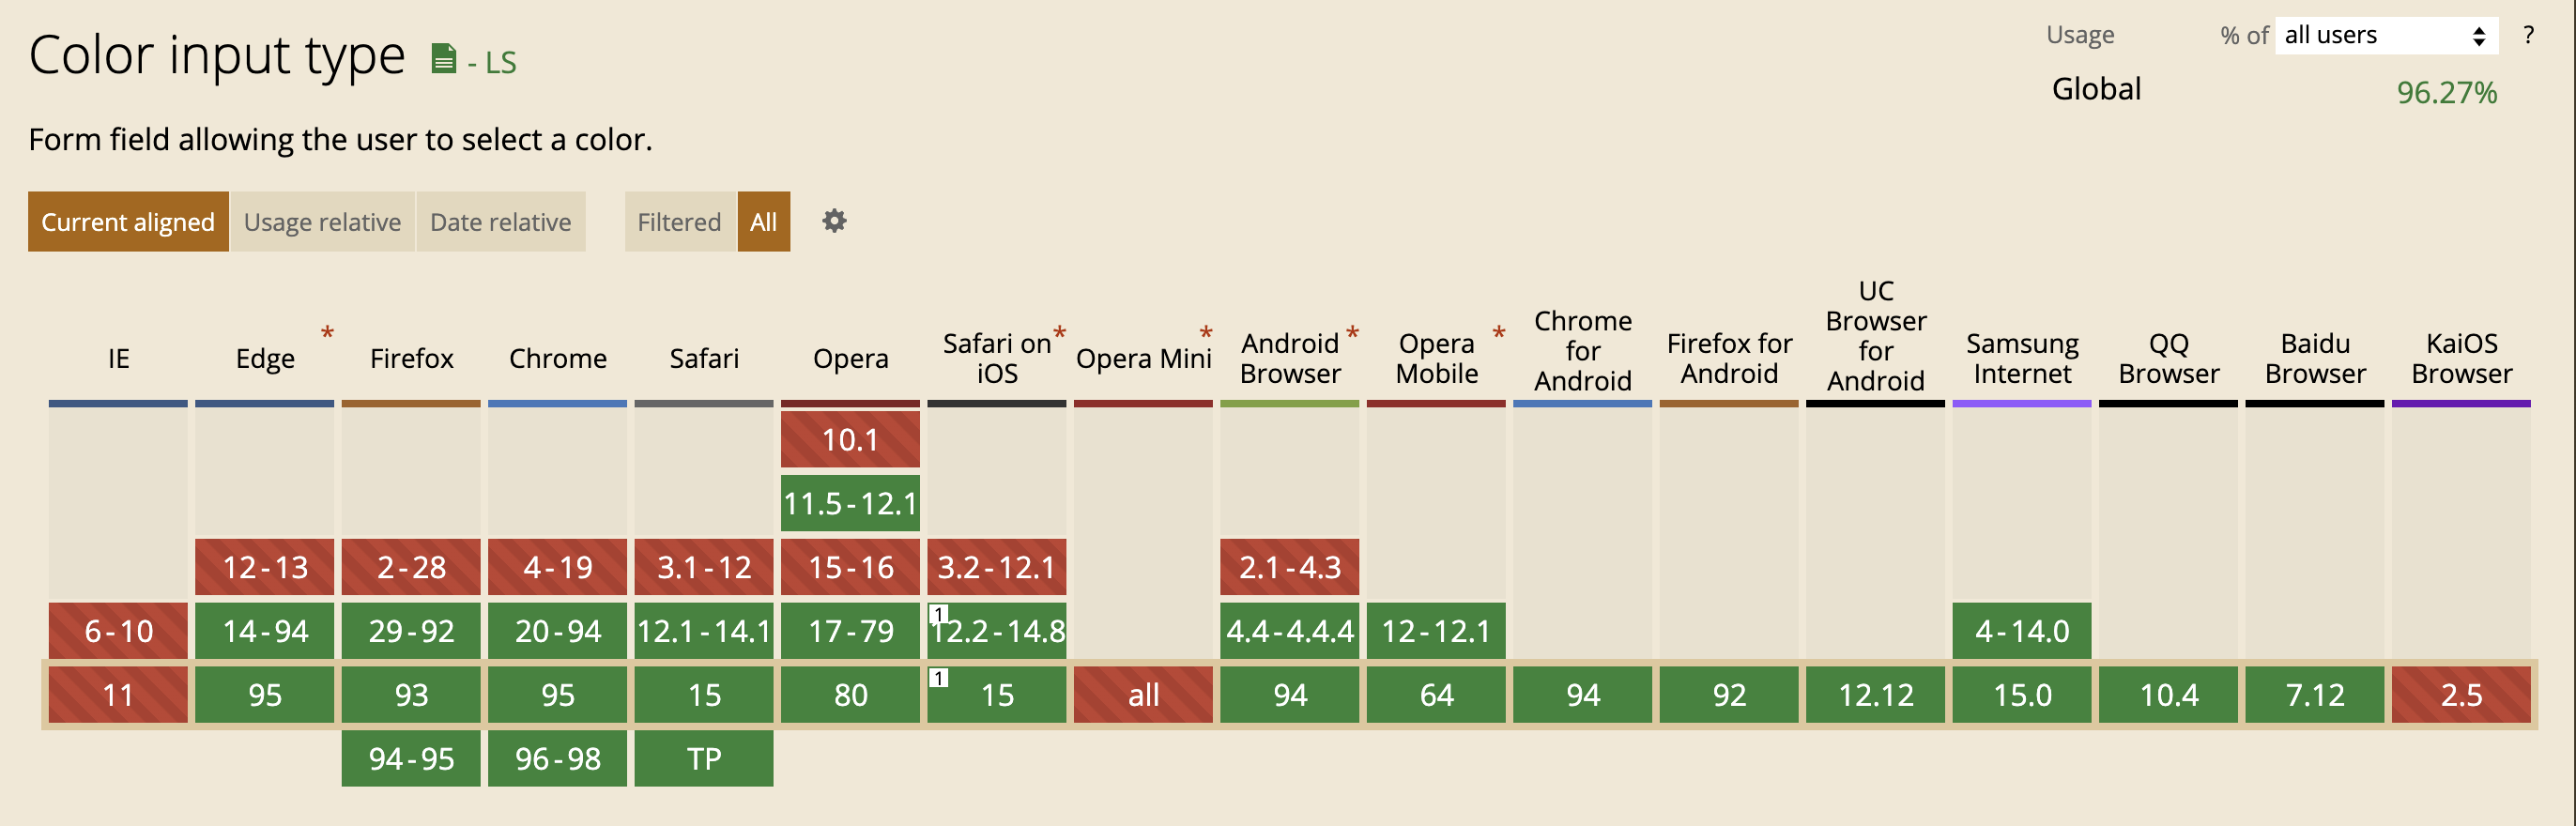 Color input type - LS
Usage % of all users ?
Global 96.27%
Form field allowing the user to select a color.
Current aligned Usage relative Date relative Filtered All
IE
Edge *
Firefox
Chrome
Safari
Opera
Safari on *
iOS
Opera Mini *
Android *
Browser
Opera *
Mobile
Chrome
for
Android
Firefox for
Android
UC
Browser
for
Android
Samsung
Internet
QQ
Browser
Baidu
Browser
KaiOS
Browser
10.1
11.5-12.1
12-13 2-28 4-19 3.1-12 15-16 3.2-12.1 2.1-4.3
6-10 14-94 29-92 20-94 12.1-14.1 17-79 1 12.2-14.8 4.4-4.4.4 12-12.1 4-14.0
11 95 93 95 15 80 1 15 all 94 64 94 92 12.12 15.0 10.4 7.12 2.5
94-95 96-98 TP